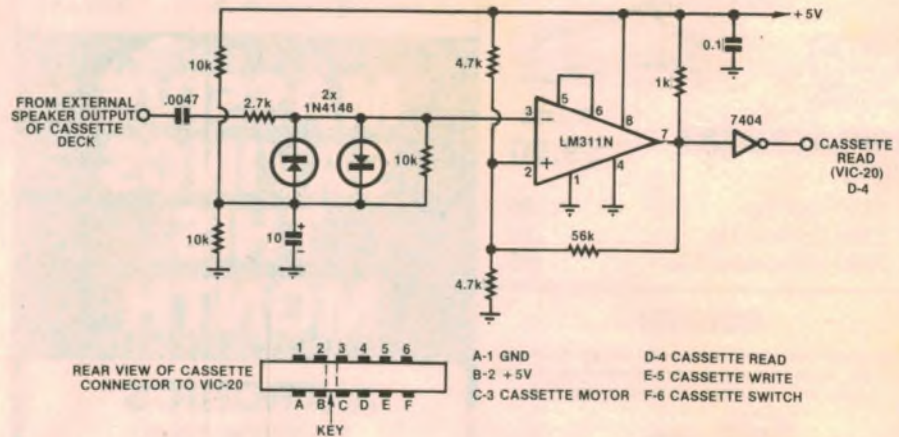 +5V
10k
4.7k
0.1
1k
FROM EXTERNAL
SPEAKER OUTPUT
OF CASSETTE
DECK
.0047
2.7k
2x
1N4148
10k
3
5
6
8
LM311N
7
2
1
4
7404
CASSETTE
READ
(VIC-20)
D-4
10k
10
+
−
56k
4.7k
REAR VIEW OF CASSETTE
CONNECTOR TO VIC-20
1 2 3 4 5 6
A B C D E F
KEY
A-1 GND
B-2 +5V
C-3 CASSETTE MOTOR
D-4 CASSETTE READ
E-5 CASSETTE WRITE
F-6 CASSETTE SWITCH